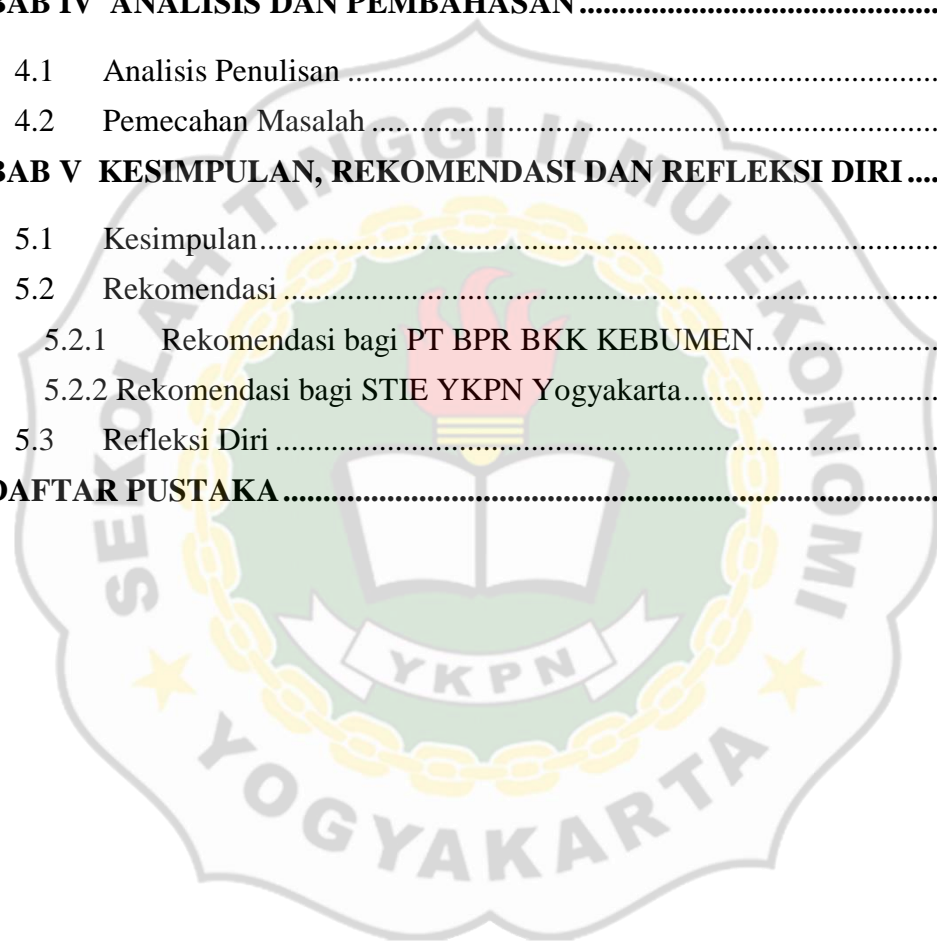 BAB IV ANALISIS DAN PEMBAHASAN....................................................
4.1 Analisis Penulisan ....................................................................................
4.2 Pemecahan Masalah .................................................................................
BAB V KESIMPULAN, REKOMENDASI DAN REFLEKSI DIRI ....
5.1 Kesimpulan................................................................................................
5.2 Rekomendasi .............................................................................................
5.2.1 Rekomendasi bagi PT BPR BKK KEBUMEN.......................
5.2.2 Rekomendasi bagi STIE YKPN Yogyakarta................................
5.3 Refleksi Diri ..............................................................................................
DAFTAR PUSTAKA.............................................................................................
SEKOLAH TINGGI ILMU EKONOMI
YKPN
YOGYAKARTA